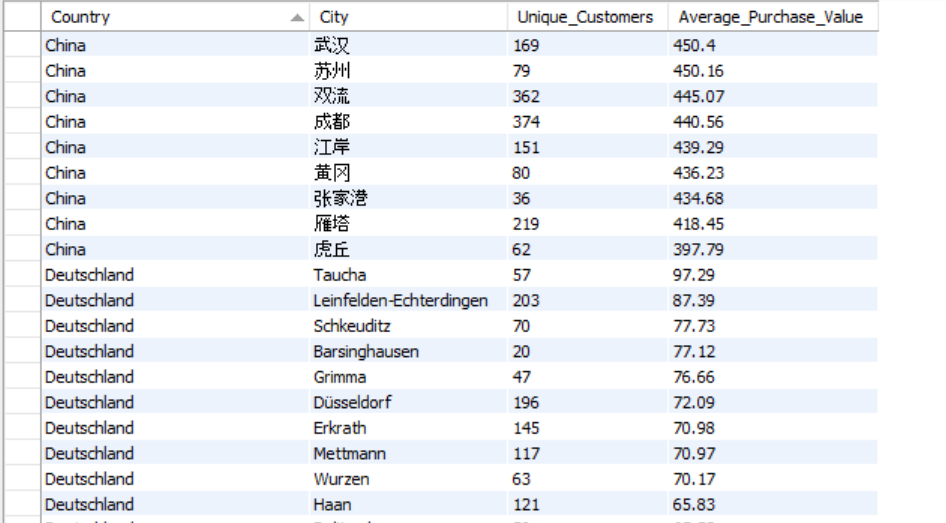 Country City Unique_Customers Average_Purchase_Value
China 武汉 169 450.4
China 苏州 79 450.16
China 双流 362 445.07
China 成都 374 440.56
China 江岸 151 439.29
China 黄冈 80 436.23
China 张家港 36 434.68
China 雁塔 219 418.45
China 虎丘 62 397.79
Deutschland Taucha 57 97.29
Deutschland Leinfelden-Echterdingen 203 87.39
Deutschland Schkeuditz 70 77.73
Deutschland Barsinghausen 20 77.12
Deutschland Grimma 47 76.66
Deutschland Düsseldorf 196 72.09
Deutschland Erkrath 145 70.98
Deutschland Mettmann 117 70.97
Deutschland Wurzen 63 70.17
Deutschland Haan 121 65.83